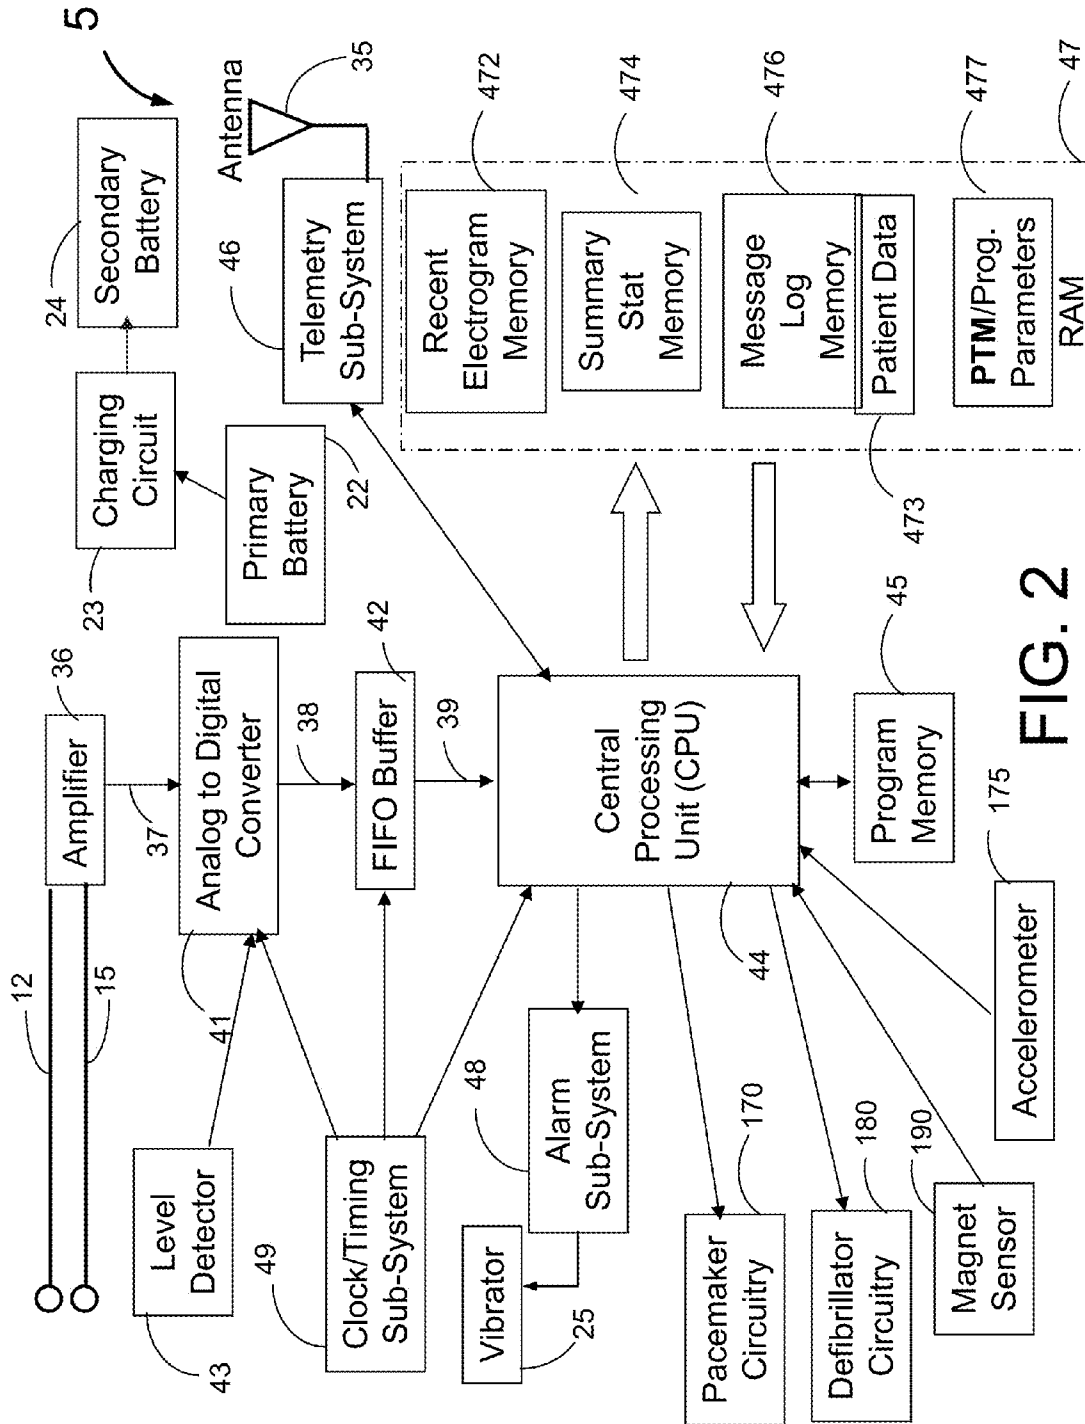 5
12
15
Amplifier
36
37
Analog to Digital
Converter
41
38
FIFO Buffer
42
39
Level
Detector
43
Clock/Timing
Sub-System
49
Charging
Circuit
23
Secondary
Battery
24
Primary
Battery
22
Antenna
35
Telemetry
Sub-System
46
Central
Processing
Unit (CPU)
44
Alarm
Sub-System
48
Vibrator
25
Pacemaker
Circuitry
170
Defibrillator
Circuitry
180
Magnet
Sensor
190
Accelerometer
175
Program
Memory
45
Recent
Electrogram
Memory
472
Summary
Stat
Memory
474
Message
Log
Memory
476
Patient Data
473
PTM/Prog.
Parameters
477
RAM
47
FIG. 2